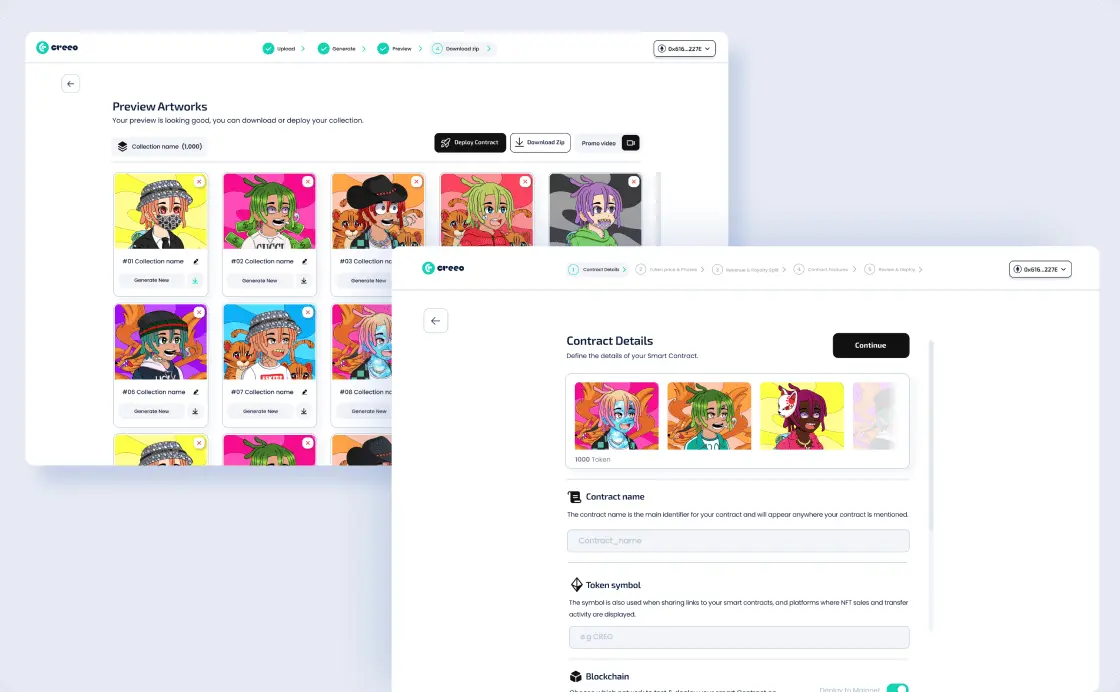 creeo
Upload
Generate
Preview
4
Download zip
0x616...227E
Preview Artworks
Your preview is looking good, you can download or deploy your collection.
Collection name (1,000)
Deploy Contract
Download Zip
Promo video
GUCCI
#01 Collection name
#02 Collection name
#03 Collection na
Generate New
Generate New
Generate New
#06 Collection name
#07 Collection name
#08 Collection name
Generate New
Generate New
Generate New
creeo
1 Contract Details
2 Token price & Presale
3 Revenue & Royalty Split
4 Contract Features
5 Review & Deploy
0x616...227E
Contract Details
Define the details of your Smart Contract.
Continue
1000 Token
Contract name
The contract name is the main identifier for your contract and will appear anywhere your contract is mentioned.
Contract_name
Token symbol
The symbol is also used when sharing links to your smart contracts, and platforms where NFT sales and transfer
activity are displayed.
e.g CREO
Blockchain
Deploy to Mainnet